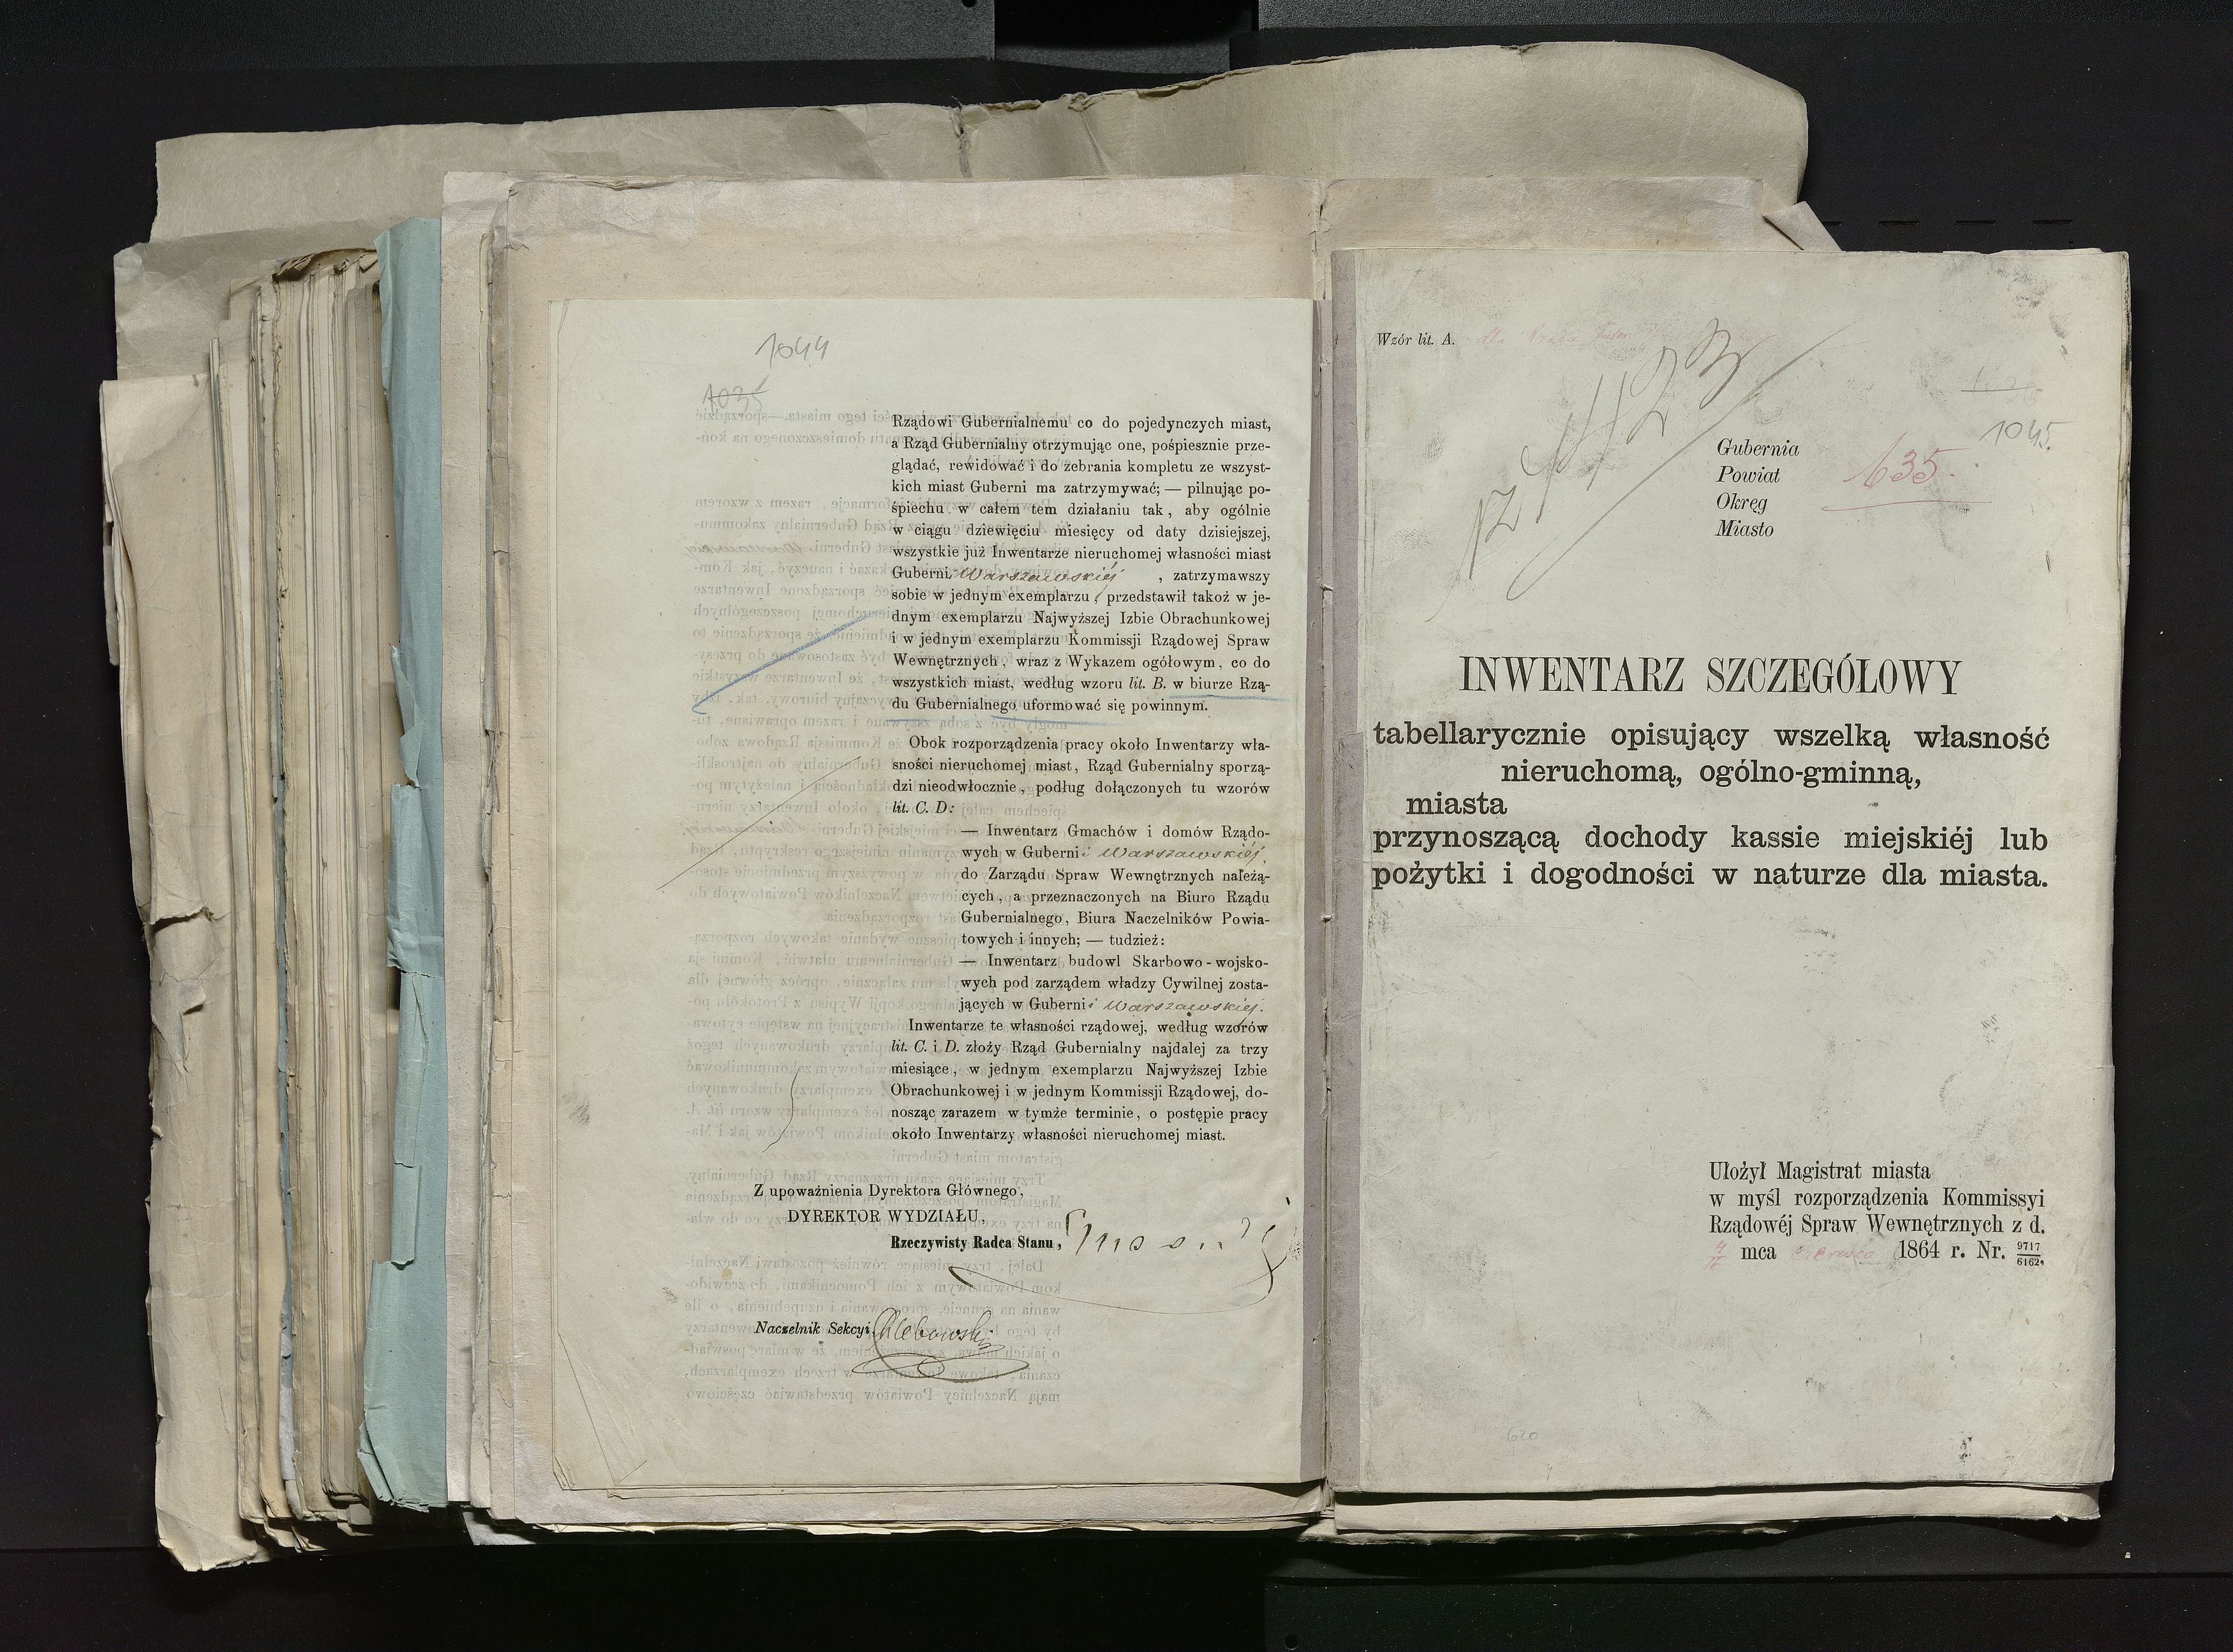 1044
1035
Rządowi Gubernialnemu co do pojedynczych miast,
a Rząd Gubernialny otrzymując one, pośpiesznie prze-
glądać, rewidować i do zebrania kompletu ze wszyst-
kich miast Guberni ma zatrzymywać; — pilnując po-
śpiechu w całem tem działaniu tak, aby ogólnie
w ciągu dziewięciu miesięcy od daty dzisiejszej,
wszystkie już Inwentarze nieruchomej własności miast
Guberni Warszawskiéj, zatrzymawszy
sobie w jednym exemplarzu, przedstawił takoż w je-
dnym exemplarzu Najwyższej Izbie Obrachunkowej
i w jednym exemplarzu Kommissji Rządowej Spraw
Wewnętrznych, wraz z Wykazem ogółowym, co do
wszystkich miast, według wzoru lit. B. w biurze Rzą-
du Gubernialnego uformować się powinnym.
Obok rozporządzenia pracy około Inwentarzy wła-
sności nieruchomej miast, Rząd Gubernialny sporzą-
dzi nieodwłocznie, podług dołączonych tu wzorów
lit. C. D:
— Inwentarz Gmachów i domów Rządo-
wych w Guberni Warszawskiéj,
do Zarządu Spraw Wewnętrznych należą-
cych, a przeznaczonych na Biuro Rządu
Gubernialnego, Biura Naczelników Powia-
towych i innych; — tudzież:
— Inwentarz budowl Skarbowo-wojsko-
wych pod zarządem władzy Cywilnej zosta-
jących w Guberni Warszawskiej.
Inwentarze te własności rządowej, według wzorów
lit. C. i D. złoży Rząd Gubernialny najdalej za trzy
miesiące, w jednym exemplarzu Najwyższej Izbie
Obrachunkowej i w jednym Kommissji Rządowej, do-
nosząc zarazem w tymże terminie, o postępie pracy
około Inwentarzy własności nieruchomej miast.
Z upoważnienia Dyrektora Głównego,
DYREKTOR WYDZIAŁU,
Rzeczywisty Radca Stanu,
Naczelnik Sekcyi, Chlebowski
Wzór lit. A.
1045.
Gubernia
Powiat
635.
Okręg
Miasto
INWENTARZ SZCZEGÓŁOWY
tabellarycznie opisujący wszelką własność
nieruchomą, ogólno-gminną,
miasta
przynoszącą dochody kassie miejskiéj lub
pożytki i dogodności w naturze dla miasta.
Ułożył Magistrat miasta
w myśl rozporządzenia Kommissyi
Rządowéj Spraw Wewnętrznych z d.
mca Czerwca 1864 r. Nr. 9717/6162.
620